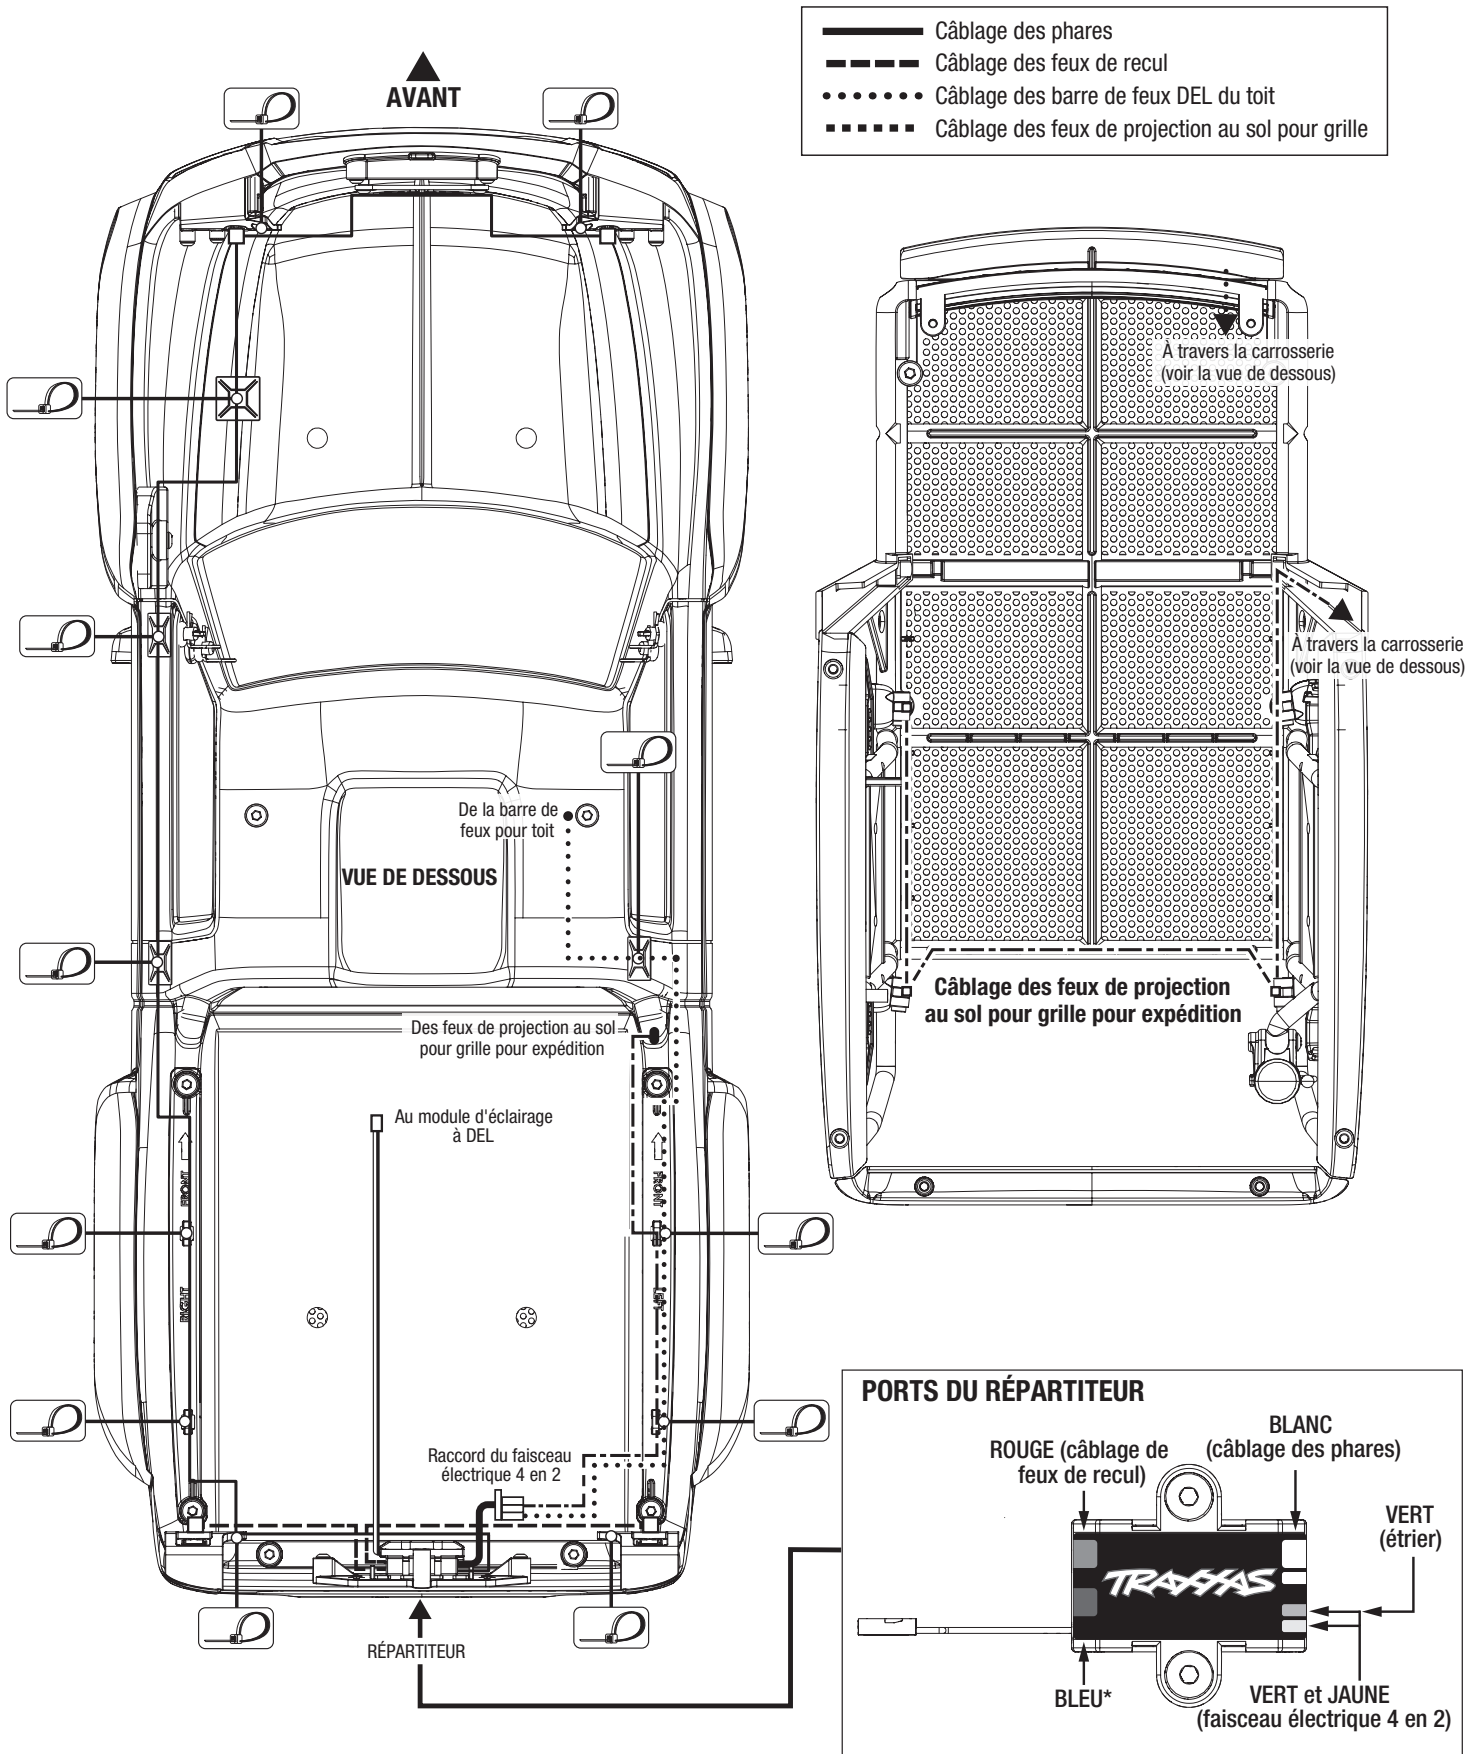 Câblage des phares
Câblage des feux de recul
Câblage des barre de feux DEL du toit
Câblage des feux de projection au sol pour grille
AVANT
À travers la carrosserie
(voir la vue de dessous)
À travers la carrosserie
(voir la vue de dessous)
De la barre de
feux pour toit
VUE DE DESSOUS
Câblage des feux de projection
au sol pour grille pour expédition
Des feux de projection au sol
pour grille pour expédition
Au module d'éclairage
à DEL
FRONT
FRONT
RIGHT
LEFT
Raccord du faisceau
électrique 4 en 2
RÉPARTITEUR
PORTS DU RÉPARTITEUR
ROUGE (câblage de
feux de recul)
BLANC
(câblage des phares)
VERT
(étrier)
TRAXXAS
BLEU*
VERT et JAUNE
(faisceau électrique 4 en 2)